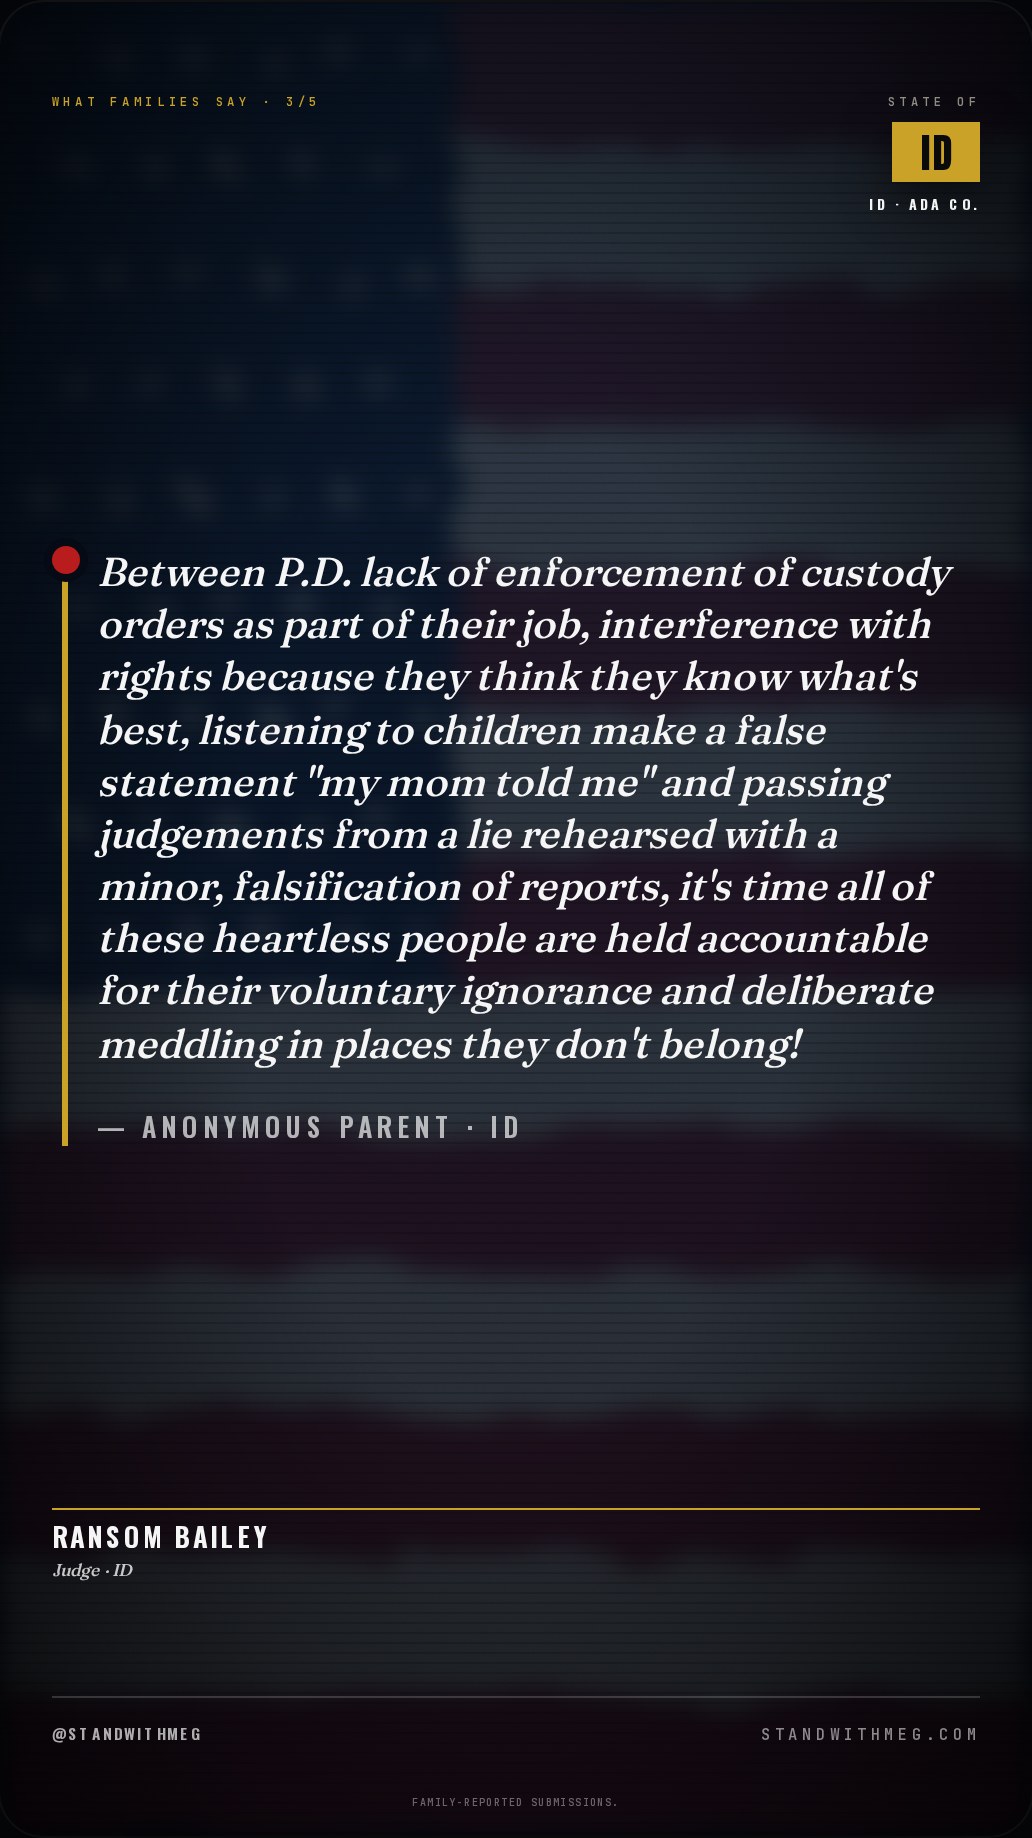 WHAT FAMILIES SAY · 3/5
STATE OF
ID
ID · ADA CO.
Between P.D. lack of enforcement of custody
orders as part of their job, interference with
rights because they think they know what's
best, listening to children make a false
statement "my mom told me" and passing
judgements from a lie rehearsed with a
minor, falsification of reports, it's time all of
these heartless people are held accountable
for their voluntary ignorance and deliberate
meddling in places they don't belong!
— ANONYMOUS PARENT · ID
RANSOM BAILEY
Judge · ID
@STANDWITHMEG
STANDWITHMEG.COM
FAMILY-REPORTED SUBMISSIONS.